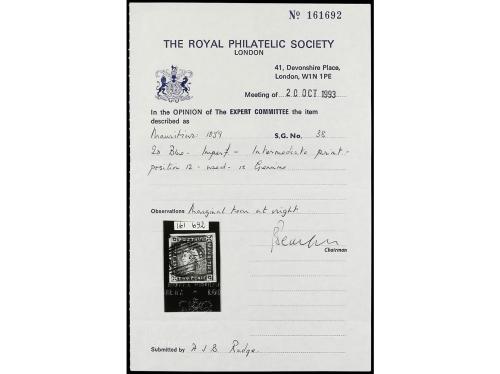 Nº 161692
THE ROYAL PHILATELIC SOCIETY
LONDON
41, Devonshire Place,
London, W1N 1PE
Meeting of 20 OCT 1993
In the OPINION of The EXPERT COMMITTEE the item
described as
Mauritius: 1859 S.G. No. 38
2d Blue - Imperf - Intermediate print -
position 12 - used - is Genuine
Observations Marginal torn at right
Chairman
161 692
Submitted by A J B Rudge.